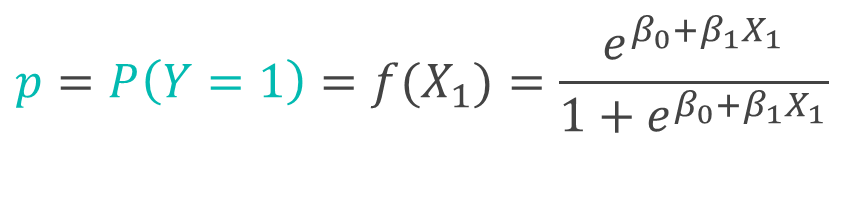 p = P(Y = 1) = f(X₁) = e^(β₀+β₁X₁) / (1 + e^(β₀+β₁X₁))